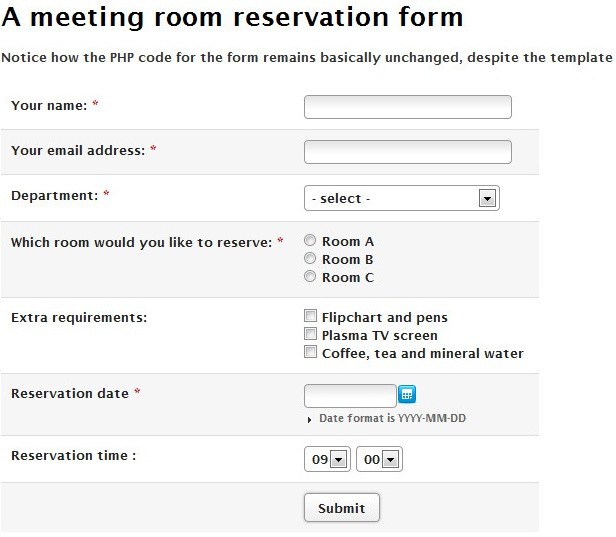 A meeting room reservation form
Notice how the PHP code for the form remains basically unchanged, despite the template
Your name: *
Your email address: *
Department: *
- select -
Which room would you like to reserve: *
Room A
Room B
Room C
Extra requirements:
Flipchart and pens
Plasma TV screen
Coffee, tea and mineral water
Reservation date *
Date format is YYYY-MM-DD
Reservation time :
09 00
Submit